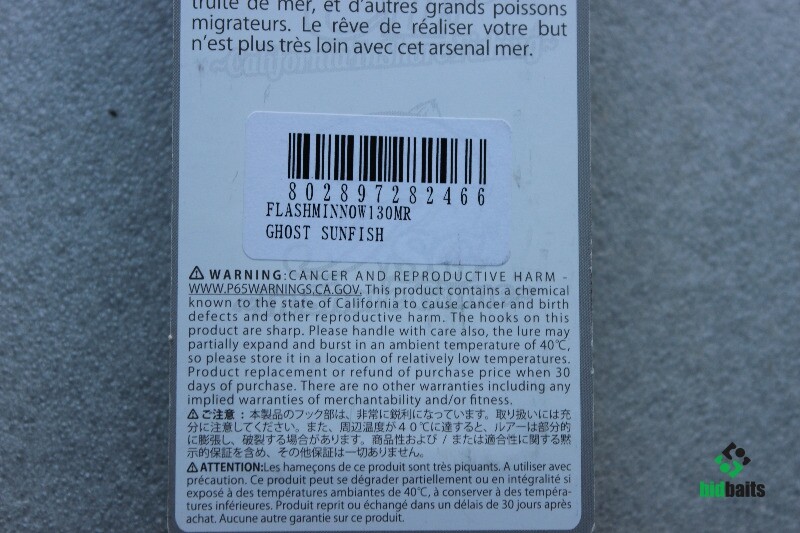 truite de mer, et d'autres grands poissons
migrateurs. Le rêve de réaliser votre but
n'est plus très loin avec cet arsenal mer.
802897282466
FLASHMINNOW130MR
GHOST SUNFISH
⚠ WARNING:CANCER AND REPRODUCTIVE HARM -
WWW.P65WARNINGS.CA.GOV. This product contains a chemical
known to the state of California to cause cancer and birth
defects and other reproductive harm. The hooks on this
product are sharp. Please handle with care also, the lure may
partially expand and burst in an ambient temperature of 40℃,
so please store it in a location of relatively low temperatures.
Product replacement or refund of purchase price when 30
days of purchase. There are no other warranties including any
implied warranties of merchantability and/or fitness.
⚠ご注意：本製品のフック部は、非常に鋭利になっています。取り扱いには充
分に注意してください。また、周辺温度が４０℃に達すると、ルアーは部分的
に膨張し、破裂する場合があります。商品性および / または適合性に関する黙
示的保証を含め、その他保証は一切ありません。
⚠ATTENTION:Les hameçons de ce produit sont très piquants. A utiliser avec
précaution. Ce produit peut se dégrader partiellement ou en intégralité si
exposé à des températures ambiantes de 40℃, à conserver à des tempéra-
tures inférieures. Produit reprit ou échangé dans un délais de 30 jours après
achat. Aucune autre garantie sur ce produit.
bidbaits